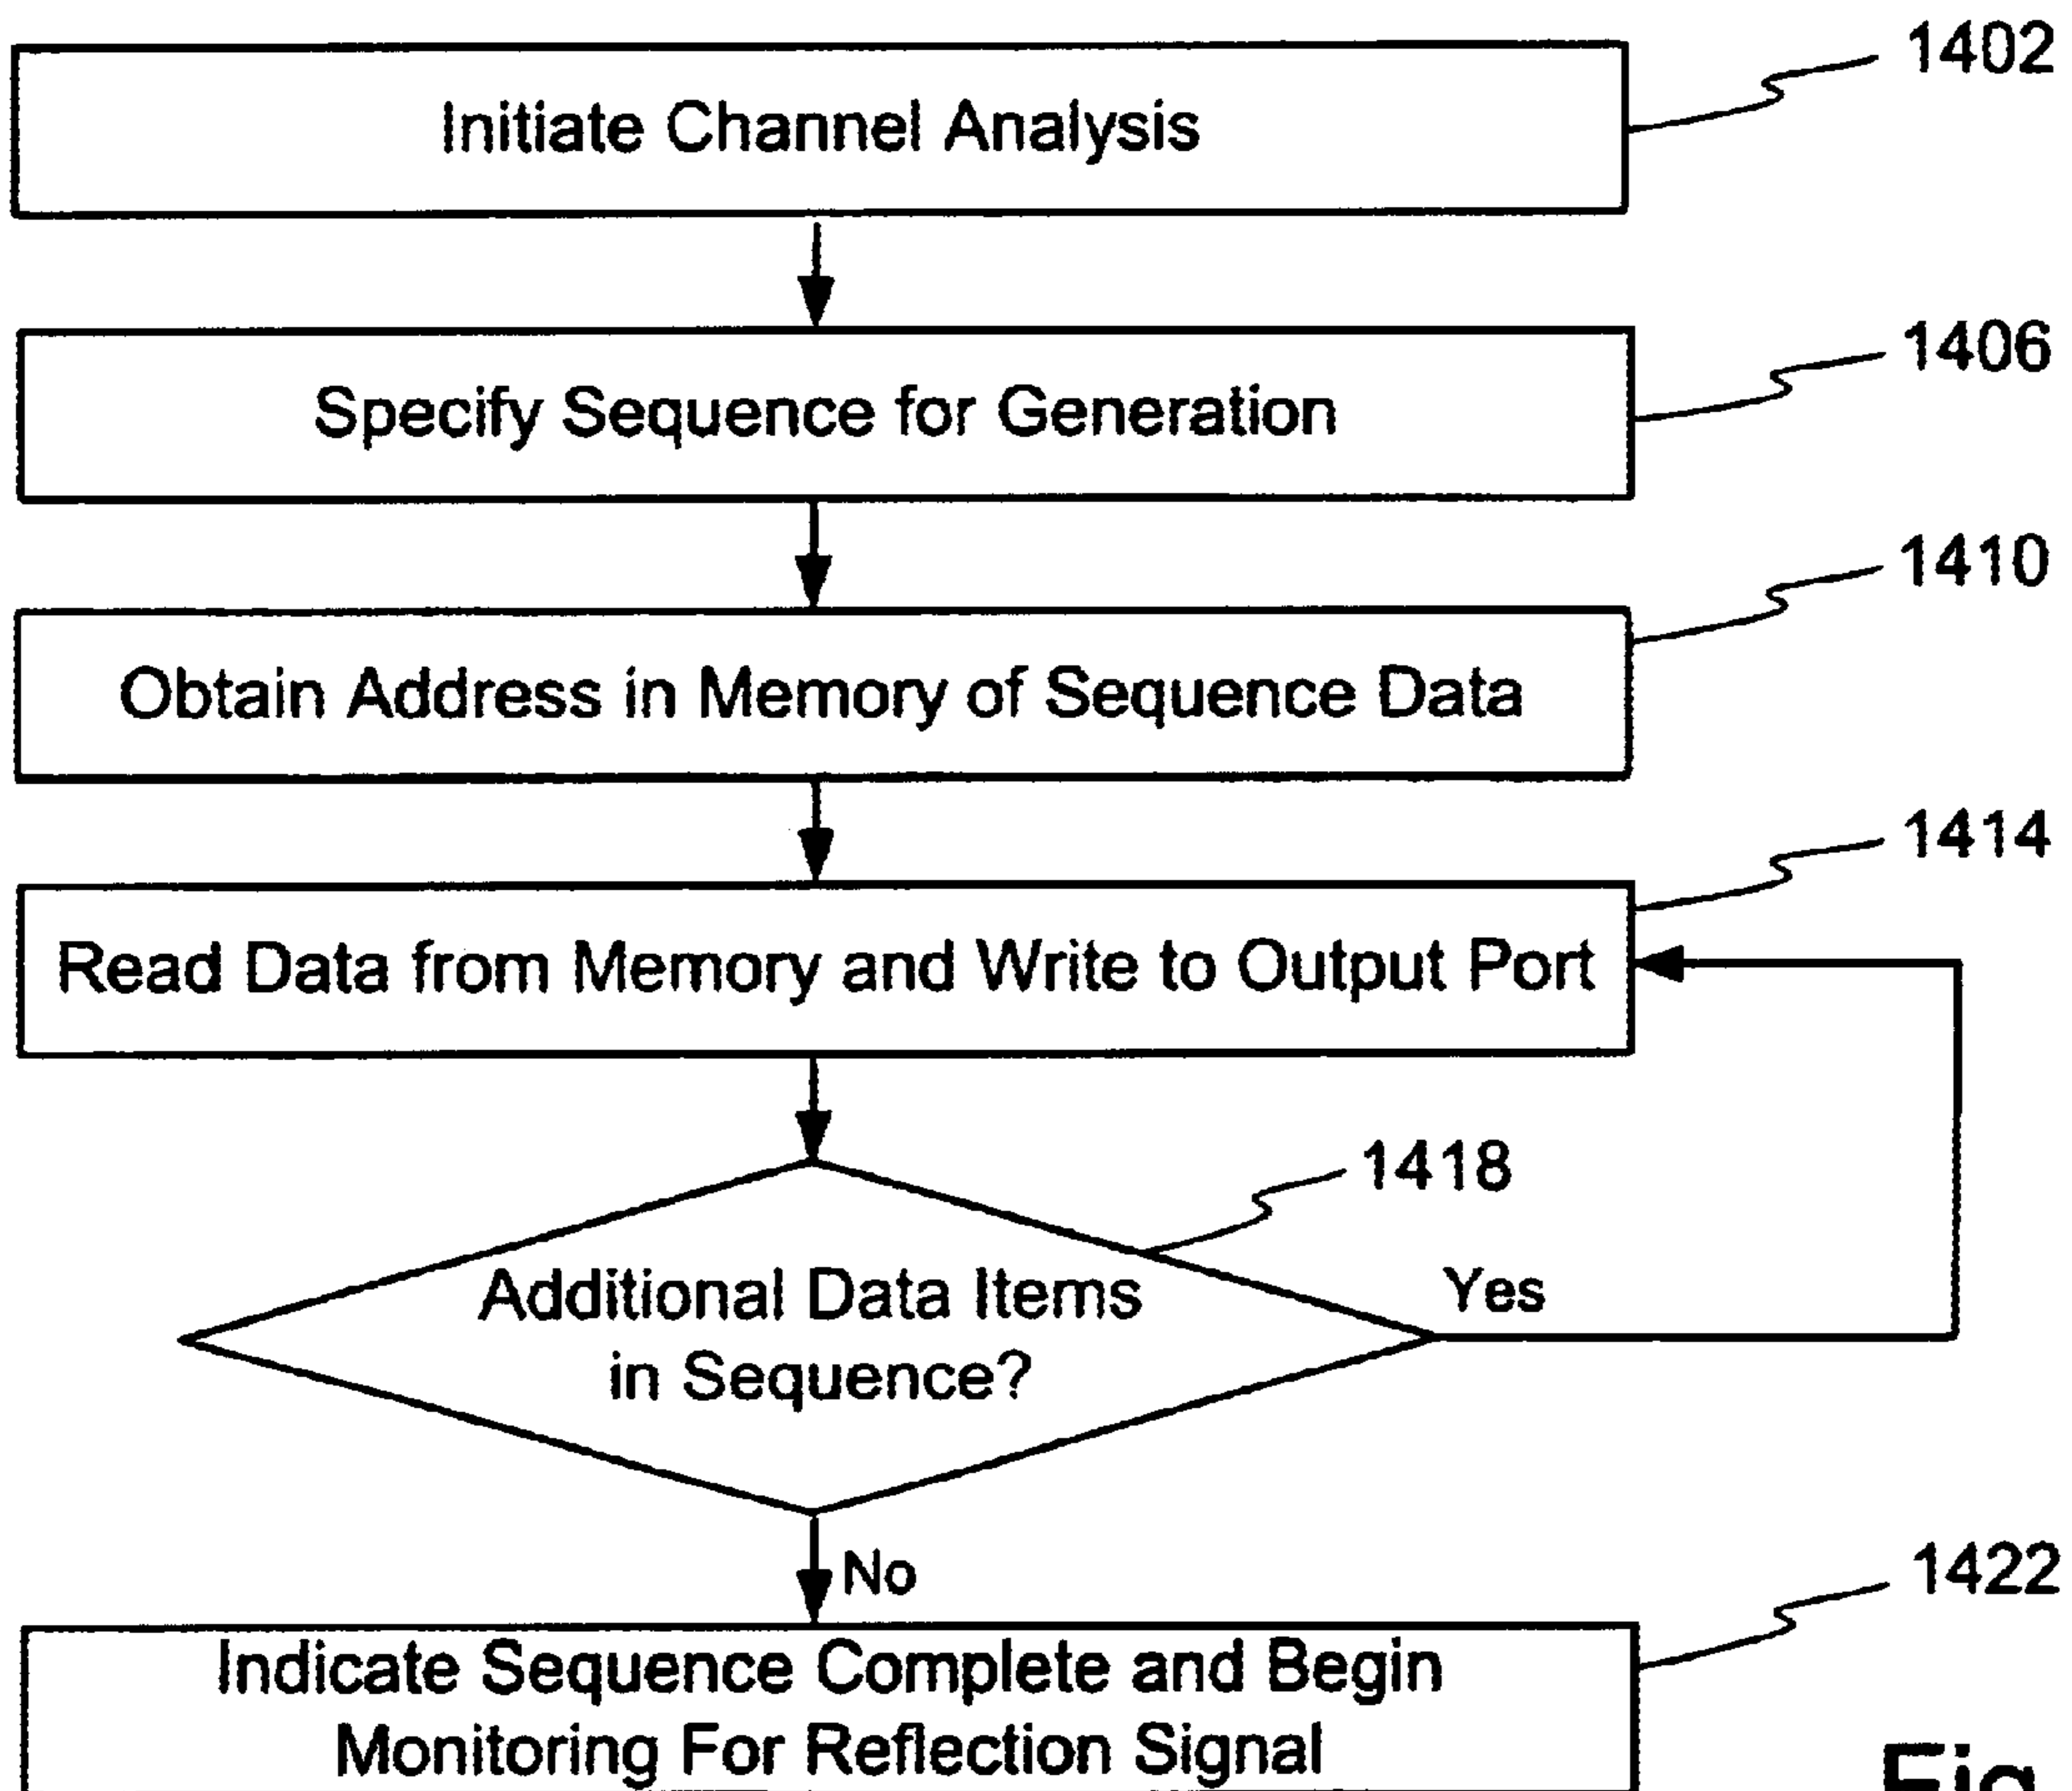 1402
Initiate Channel Analysis
1406
Specify Sequence for Generation
1410
Obtain Address in Memory of Sequence Data
1414
Read Data from Memory and Write to Output Port
1418
Additional Data Items
in Sequence?
Yes
No
1422
Indicate Sequence Complete and Begin
Monitoring For Reflection Signal
Fig